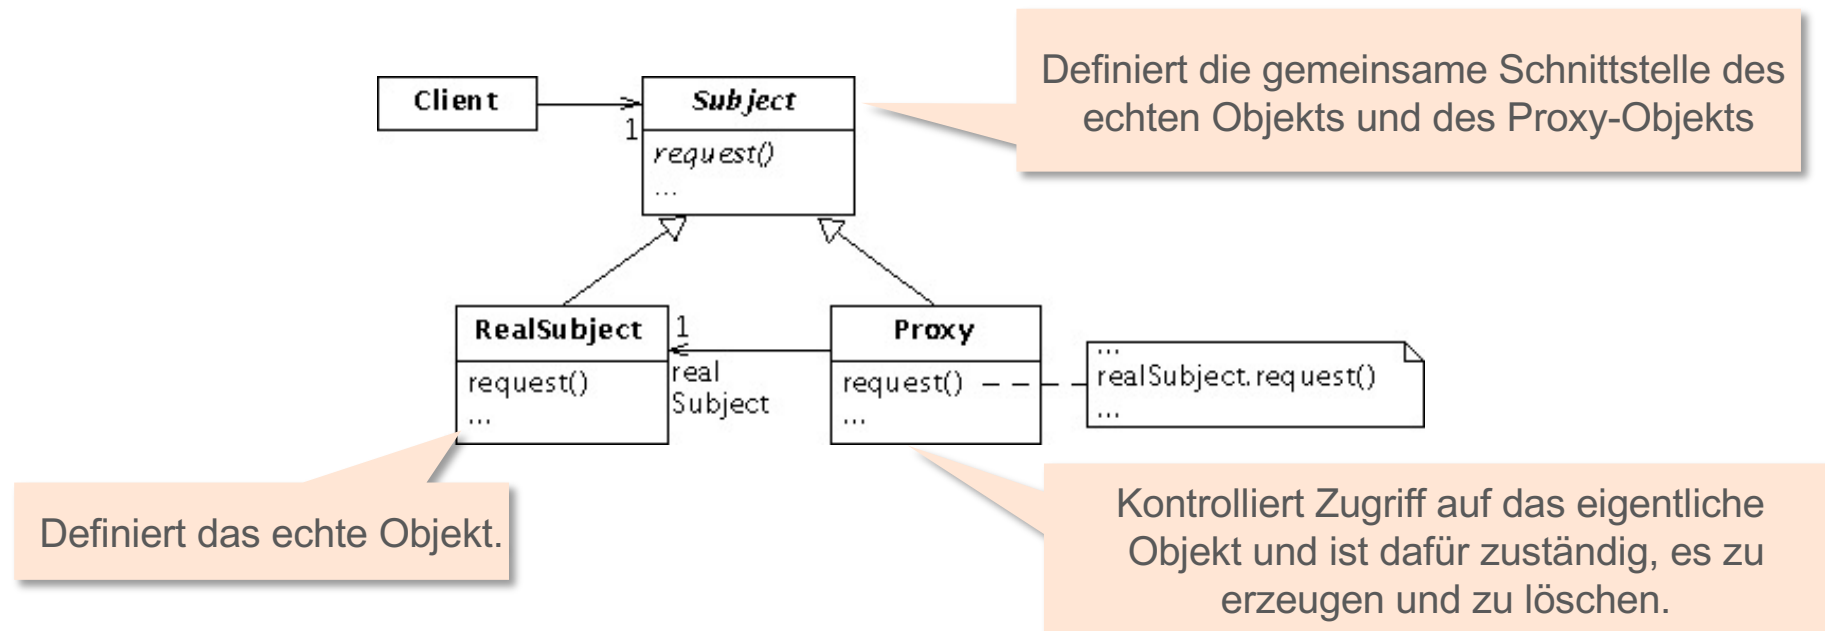 Definiert die gemeinsame Schnittstelle des
echten Objekts und des Proxy-Objekts
Client
1
Subject
request()
...
RealSubject
request()
...
1
real
Subject
Proxy
request()
...
...
realSubject.request()
...
Definiert das echte Objekt.
Kontrolliert Zugriff auf das eigentliche
Objekt und ist dafür zuständig, es zu
erzeugen und zu löschen.